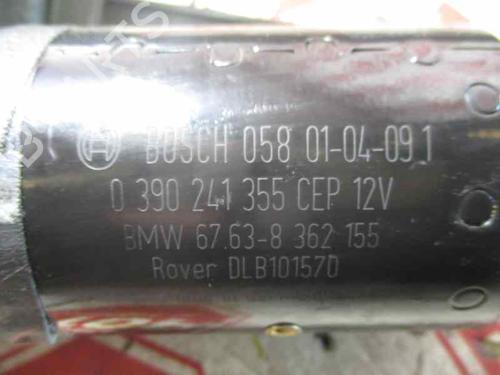 BOSCH 058 01-04-09.1
0 390 241 355 CEP 12V
BMW 67.63-8 362 155
Rover DLB101570